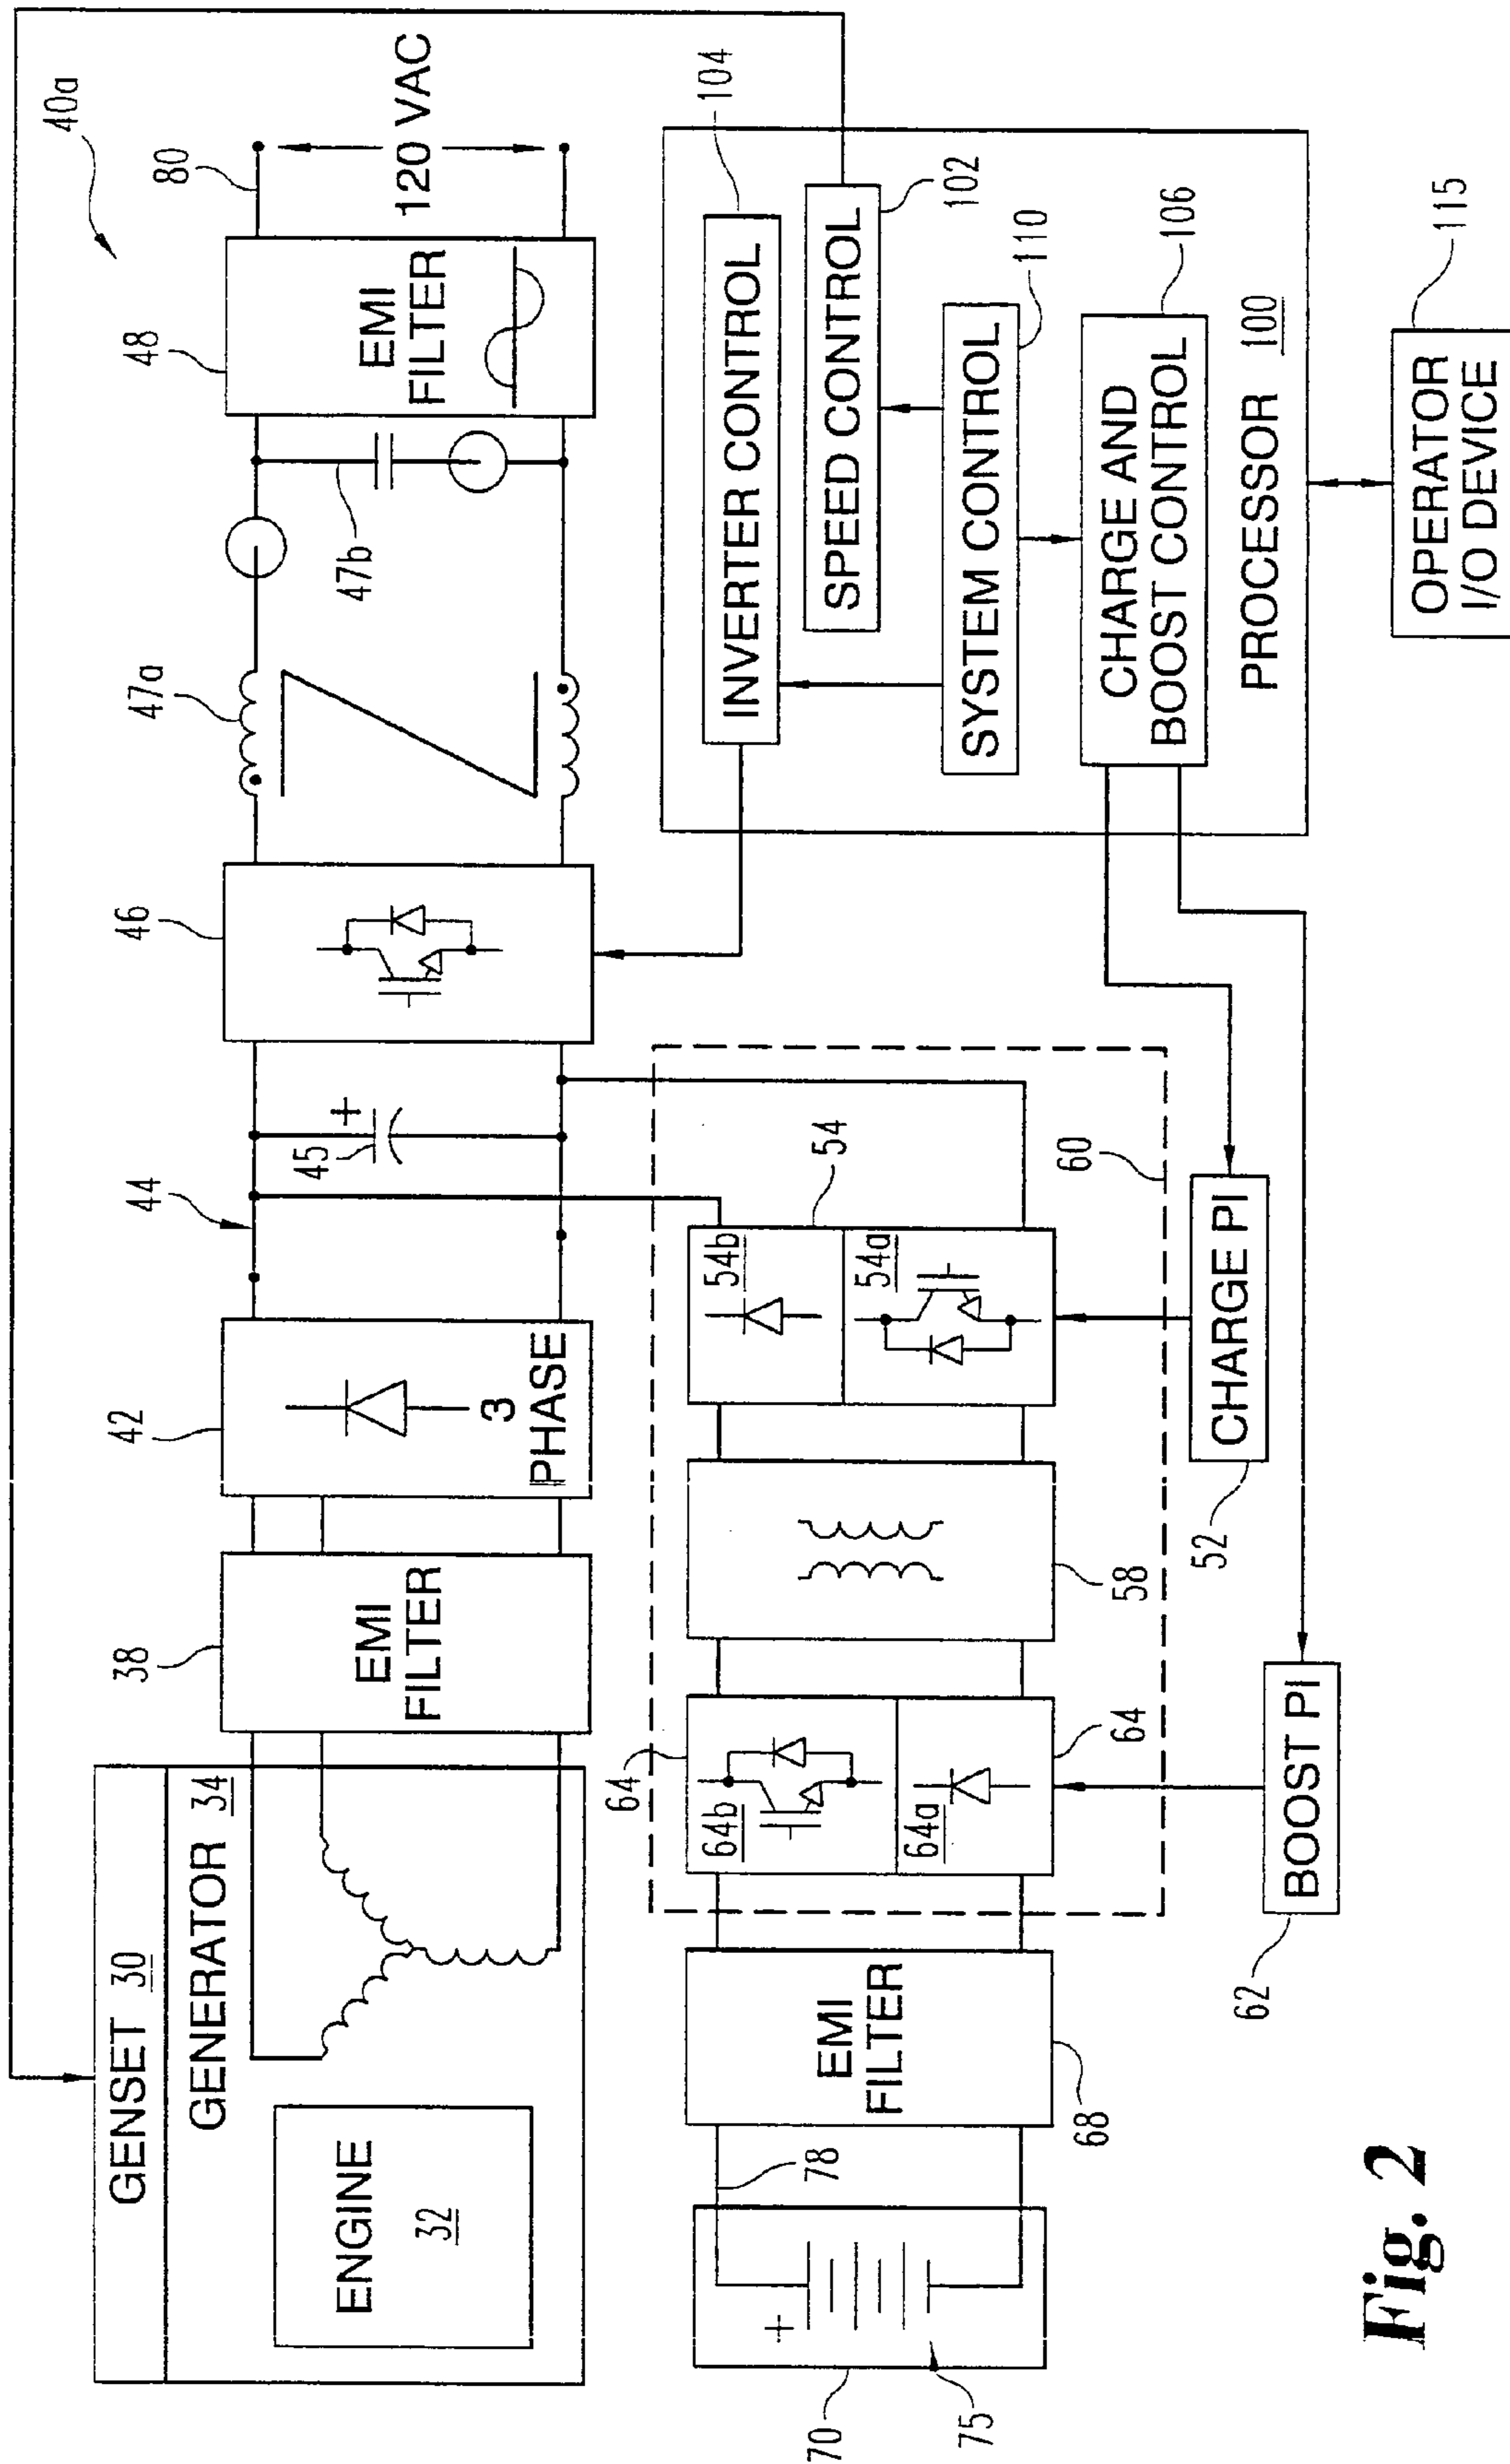 40a
GENSET 30
GENERATOR 34
ENGINE
32
38
EMI
FILTER
42
3
PHASE
44
45
+
46
47a
47b
48
EMI
FILTER
80
120 VAC
70
75
+
78
68
EMI
FILTER
64
64b
64a
64
58
54
54b
54a
60
62
BOOST PI
52
CHARGE PI
104
INVERTER CONTROL
SPEED CONTROL
102
SYSTEM CONTROL
110
CHARGE AND
BOOST CONTROL
106
PROCESSOR 100
OPERATOR
I/O DEVICE
115
Fig. 2